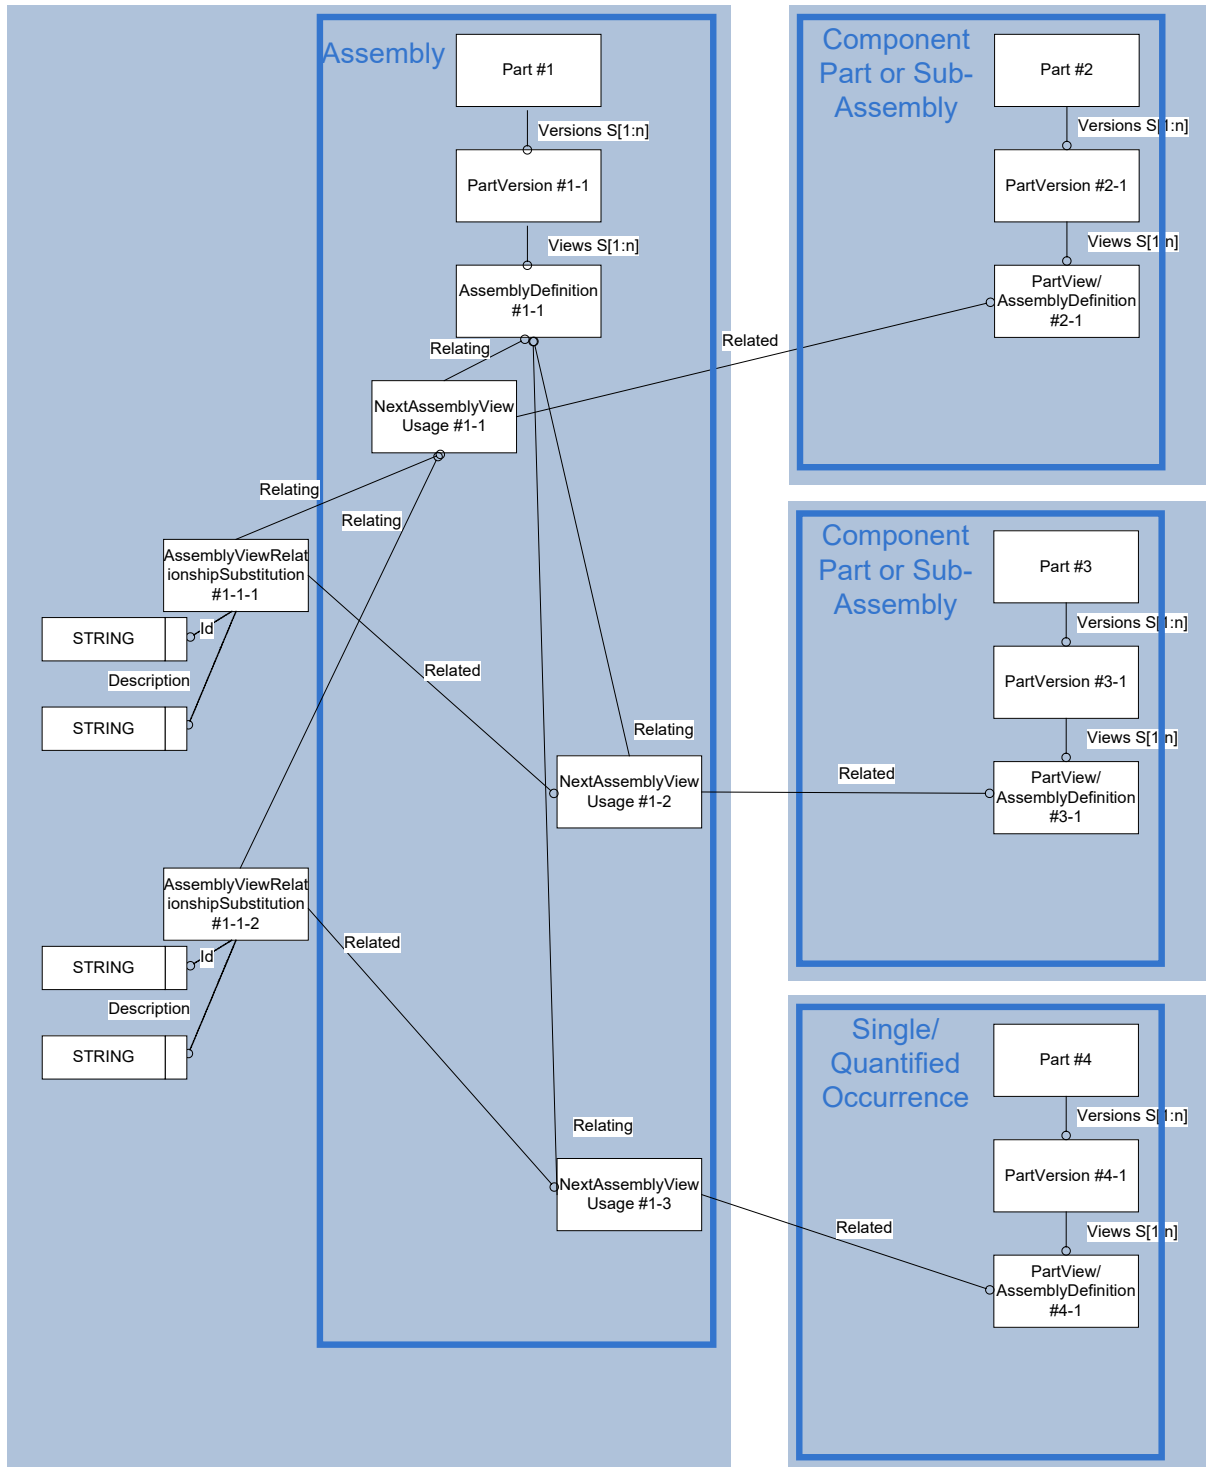 Assembly
Part #1
Versions S[1:n]
PartVersion #1-1
Views S[1:n]
AssemblyDefinition
#1-1
Relating
NextAssemblyView
Usage #1-1
Related
Relating
Relating
AssemblyViewRelat
ionshipSubstitution
#1-1-1
STRING
Id
Description
STRING
Related
Relating
NextAssemblyView
Usage #1-2
Related
AssemblyViewRelat
ionshipSubstitution
#1-1-2
STRING
Id
Description
STRING
Related
Relating
NextAssemblyView
Usage #1-3
Related
Component
Part or Sub-
Assembly
Part #2
Versions S[1:n]
PartVersion #2-1
Views S[1:n]
PartView/
AssemblyDefinition
#2-1
Component
Part or Sub-
Assembly
Part #3
Versions S[1:n]
PartVersion #3-1
Views S[1:n]
PartView/
AssemblyDefinition
#3-1
Single/
Quantified
Occurrence
Part #4
Versions S[1:n]
PartVersion #4-1
Views S[1:n]
PartView/
AssemblyDefinition
#4-1